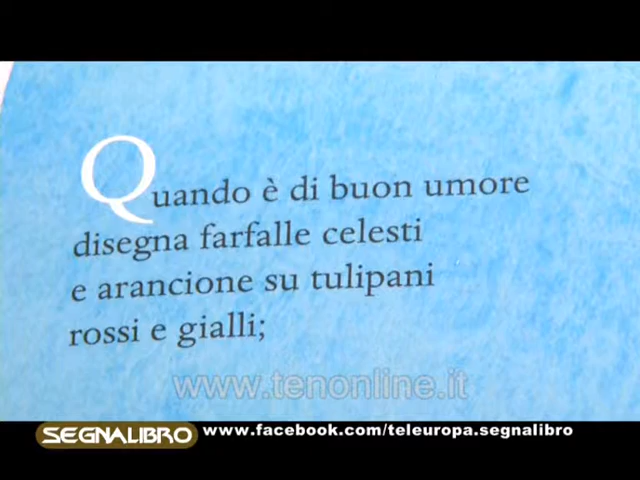 Quando è di buon umore
disegna farfalle celesti
e arancione su tulipani
rossi e gialli;
www.tenonline.it
SEGNALIBRO www.facebook.com/teleuropa.segnalibro